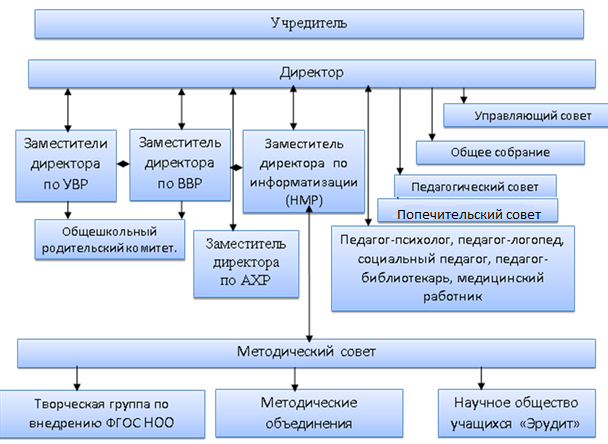 Учредитель
Директор
Управляющий совет
Общее собрание
Педагогический совет
Попечительский совет
Заместители
директора
по УВР
Заместитель
директора
по ВВР
Заместитель
директора по
информатизации
(НМР)
Общешкольный
родительский комитет.
Заместитель
директора
по АХР
Педагог-психолог, педагог-логопед,
социальный педагог, педагог-
библиотекарь, медицинский
работник
Методический совет
Творческая группа по
внедрению ФГОС НОО
Методические
объединения
Научное общество
учащихся «Эрудит»